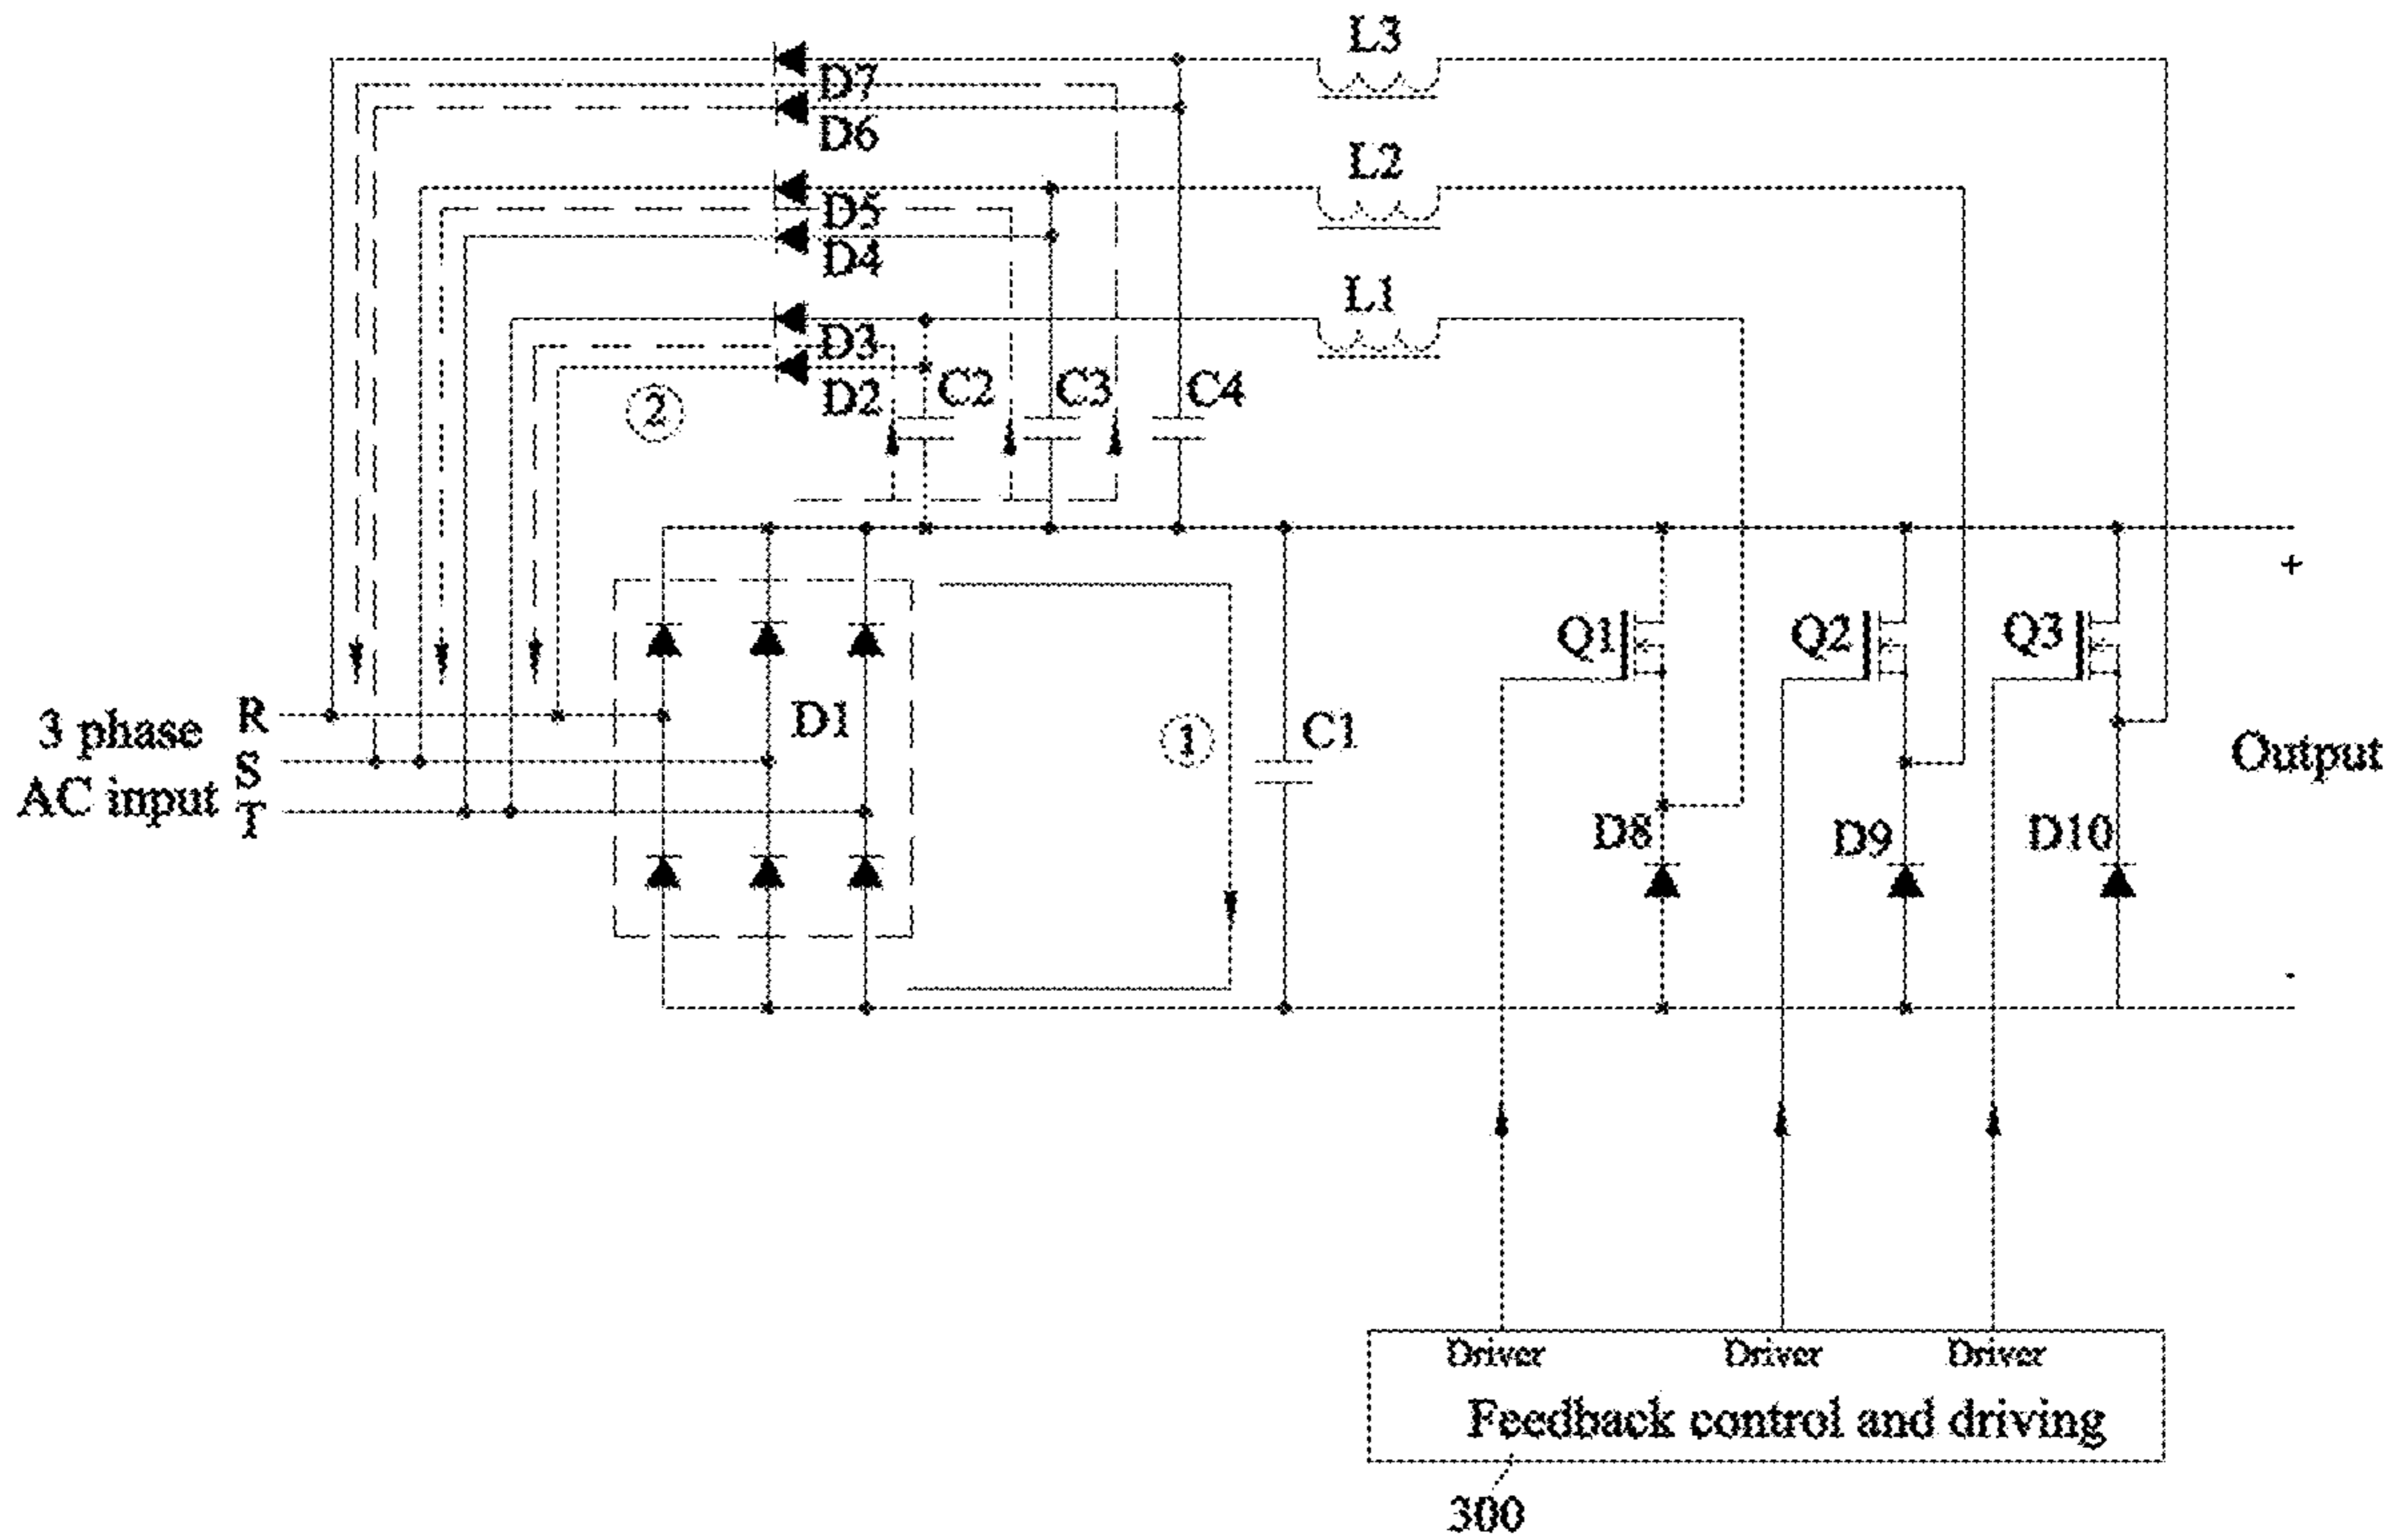 L3
D7
D6
L2
D5
D4
L1
D3
D2
C2
C3
C4
②
+
Q1
Q2
Q3
3 phase
AC input
R
S
T
D1
①
C1
Output
D8
D9
D10
-
Driver
Driver
Driver
Feedback control and driving
300